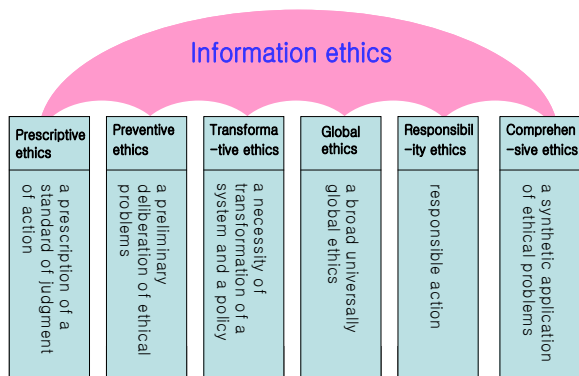 Information ethics
Prescriptive
ethics
a prescription of a
standard of judgment
of action
Preventive
ethics
a preliminary
deliberation of ethical
problems
Transforma
-tive ethics
a necessity of
transformation of a
system and a policy
Global
ethics
a broad universally
global ethics
Responsibil
-ity ethics
responsible action
Comprehen
-sive ethics
a synthetic application
of ethical problems